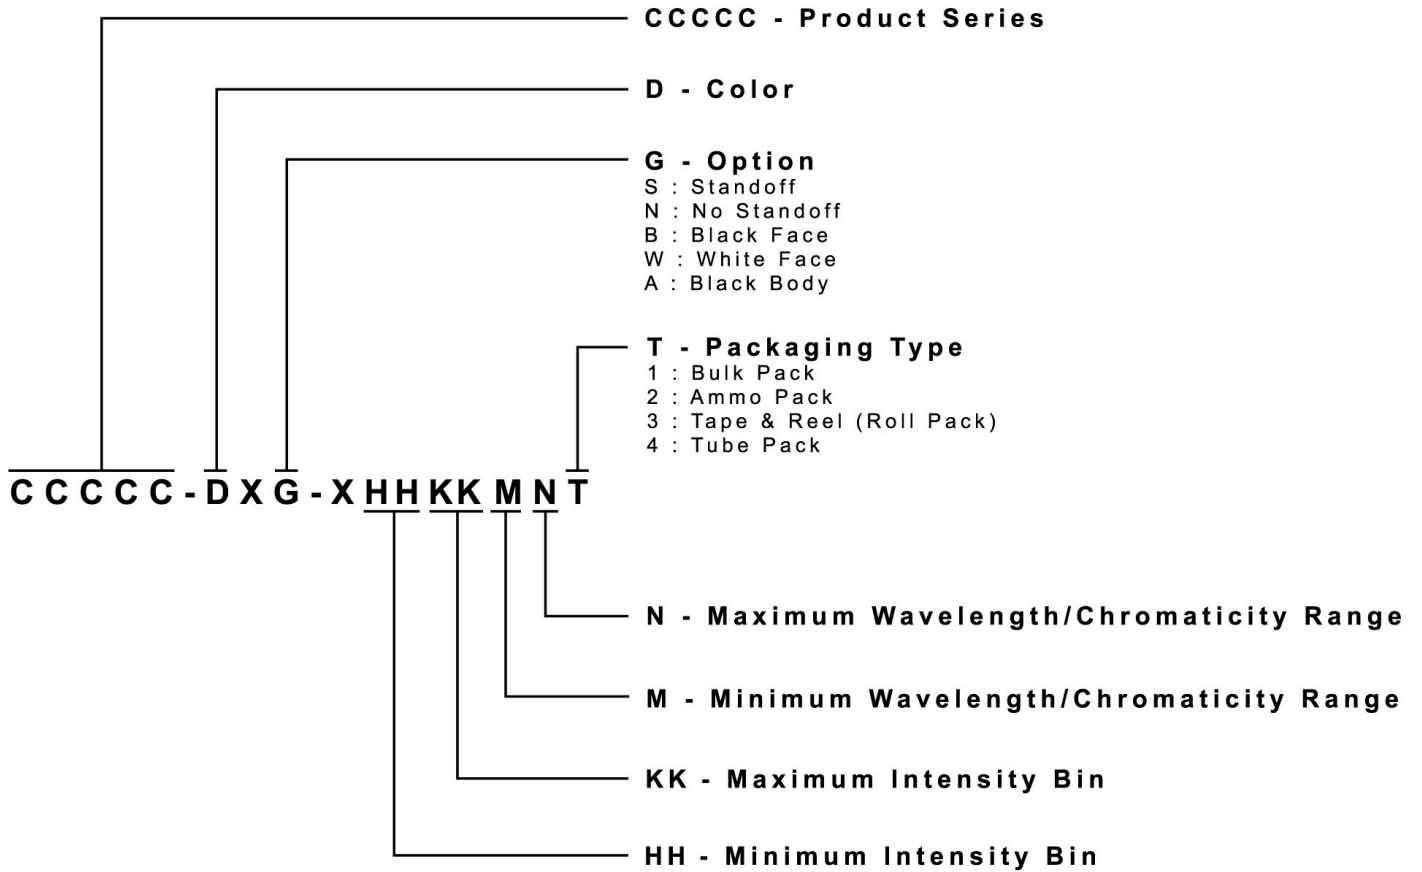 CCCCC - Product Series
D - Color
G - Option
S : Standoff
N : No Standoff
B : Black Face
W : White Face
A : Black Body
T - Packaging Type
1 : Bulk Pack
2 : Ammo Pack
3 : Tape & Reel (Roll Pack)
4 : Tube Pack
CCCCC-DXG-XHHKKMNT
N - Maximum Wavelength/Chromaticity Range
M - Minimum Wavelength/Chromaticity Range
KK - Maximum Intensity Bin
HH - Minimum Intensity Bin